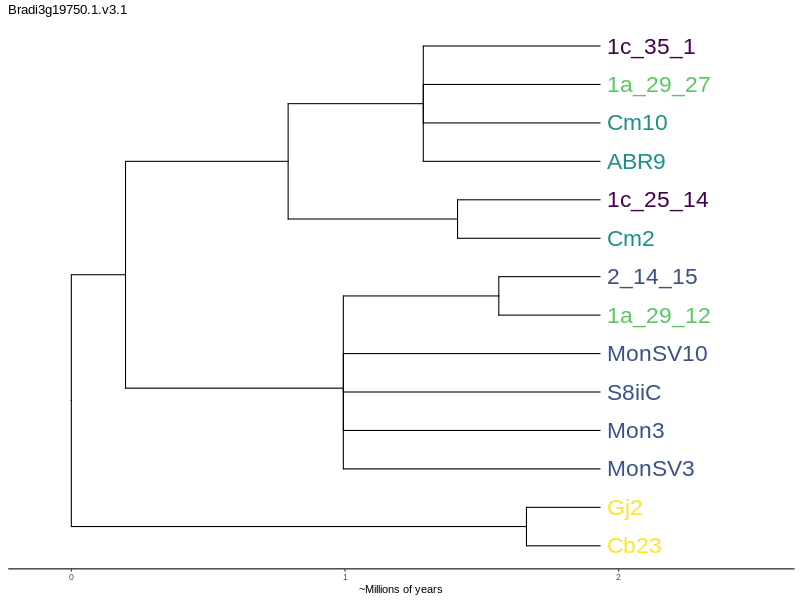 Bradi3g19750.1.v3.1
1c_35_1
1a_29_27
Cm10
ABR9
1c_25_14
Cm2
2_14_15
1a_29_12
MonSV10
S8iiC
Mon3
MonSV3
Gj2
Cb23
0 1 2
~Millions of years